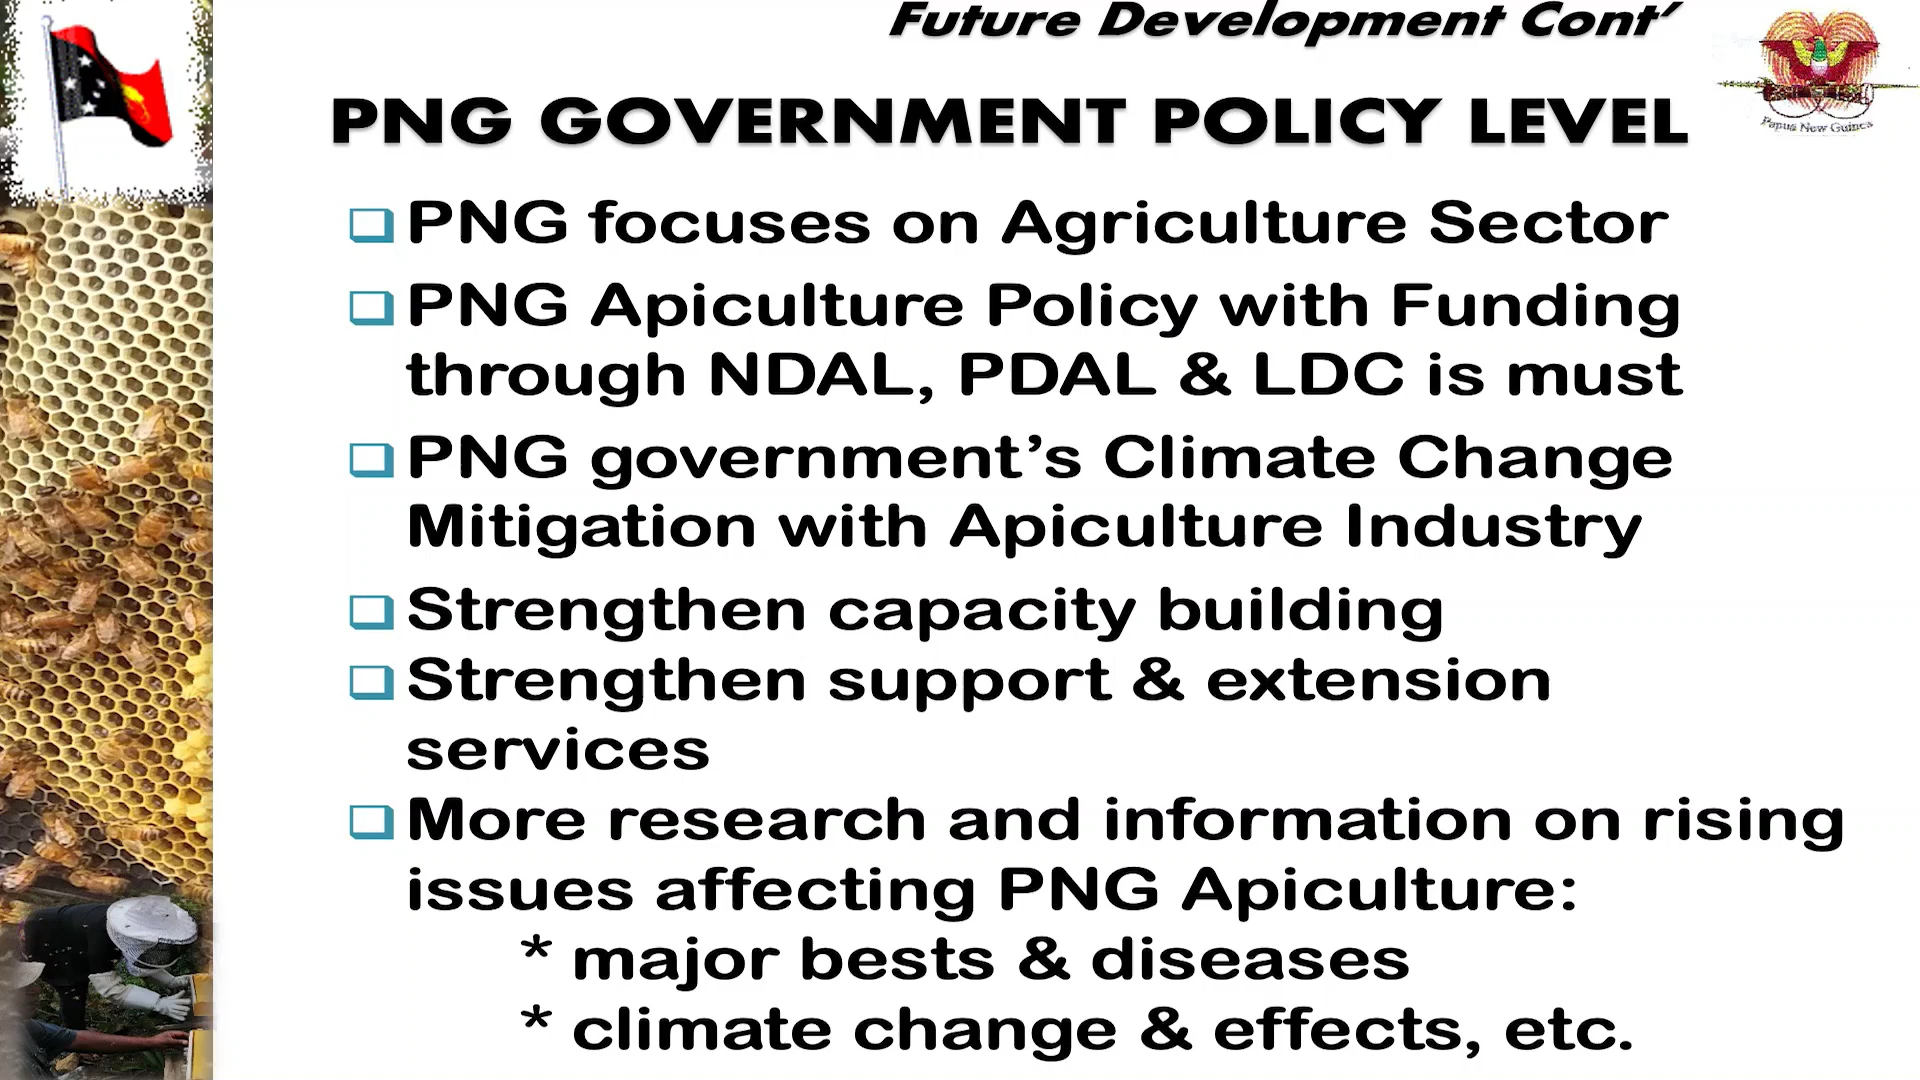 Future Development Cont’
Papua New Guinea
PNG GOVERNMENT POLICY LEVEL
PNG focuses on Agriculture Sector
PNG Apiculture Policy with Funding
through NDAL, PDAL & LDC is must
PNG government’s Climate Change
Mitigation with Apiculture Industry
Strengthen capacity building
Strengthen support & extension
services
More research and information on rising
issues affecting PNG Apiculture:
* major bests & diseases
* climate change & effects, etc.